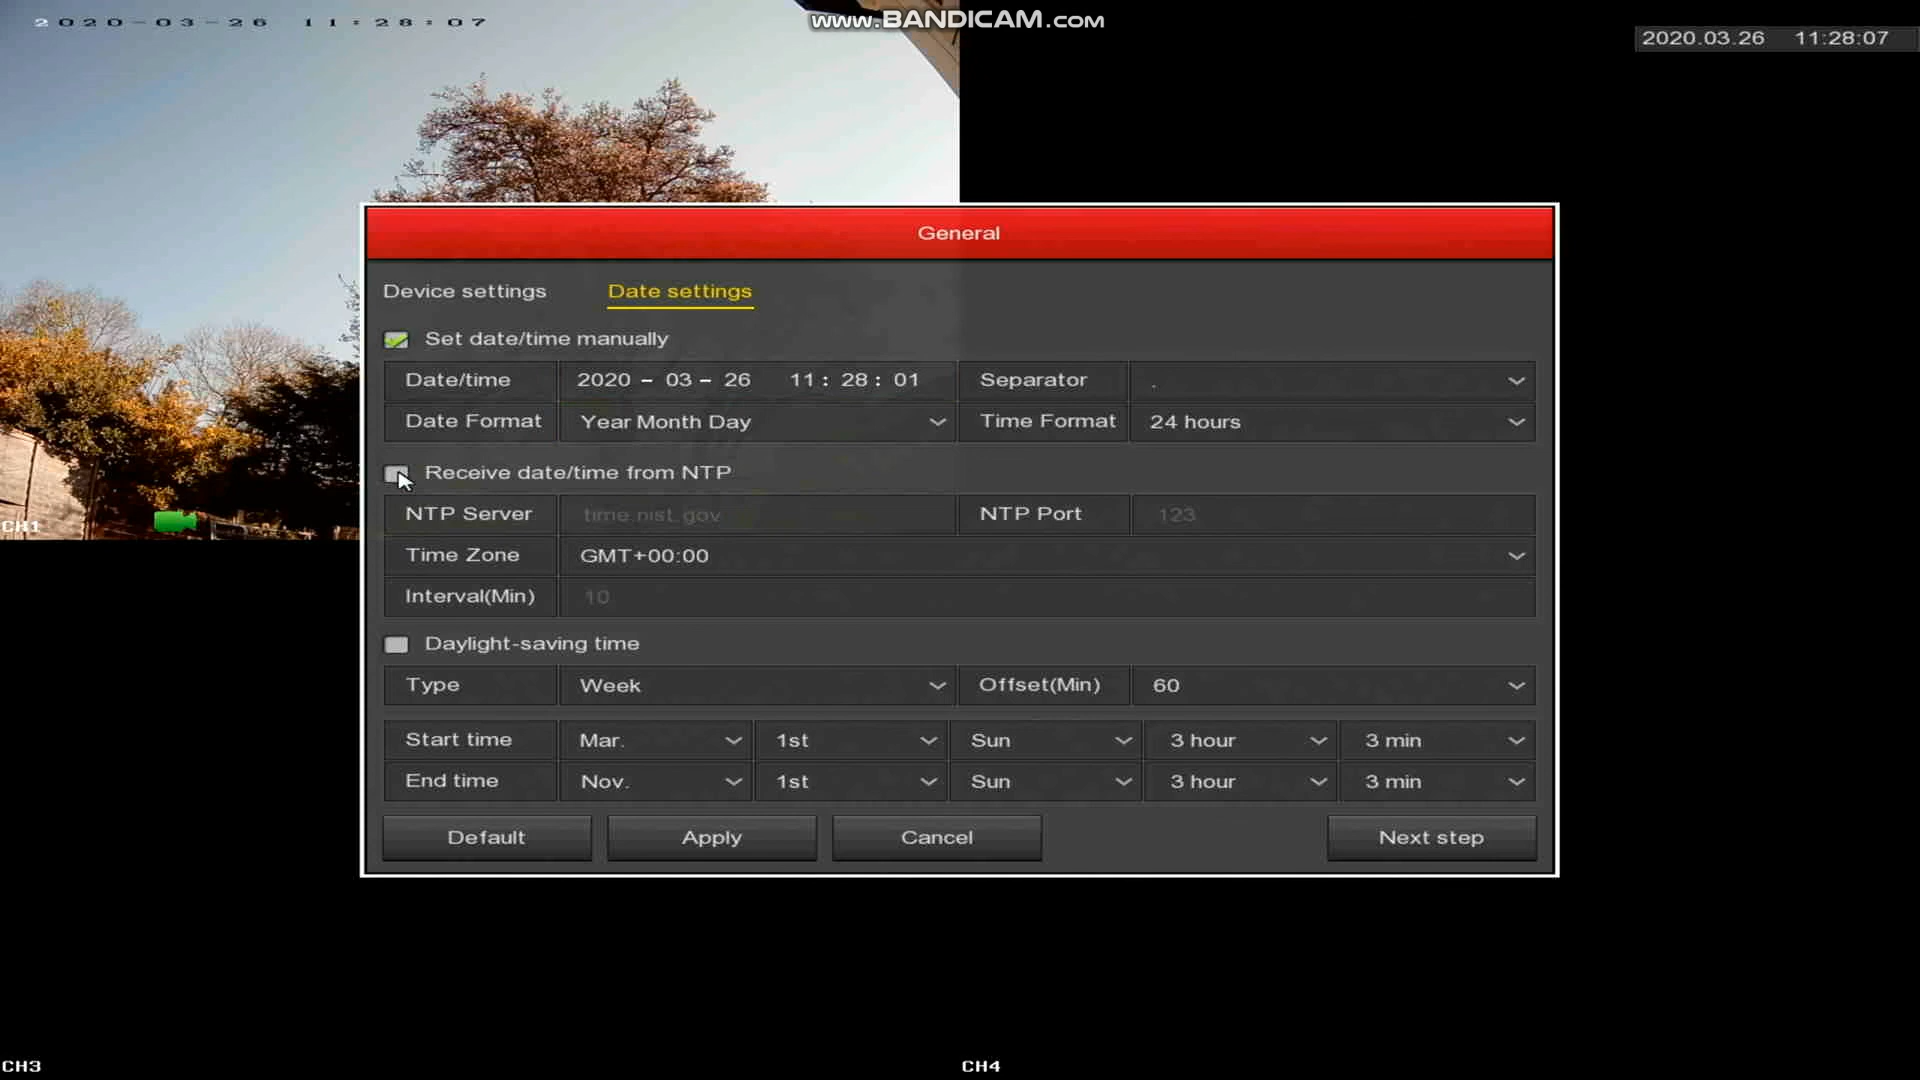 2020-03-26 11:28:07
www.BANDICAM.com
2020.03.26 11:28:07
General
Device settings Date settings
Set date/time manually
Date/time 2020 - 03 - 26 11 : 28 : 01 Separator .
Date Format Year Month Day Time Format 24 hours
Receive date/time from NTP
NTP Server time.nist.gov NTP Port 123
Time Zone GMT+00:00
Interval(Min) 10
Daylight-saving time
Type Week Offset(Min) 60
Start time Mar. 1st Sun 3 hour 3 min
End time Nov. 1st Sun 3 hour 3 min
Default Apply Cancel Next step
CH1
CH3 CH4